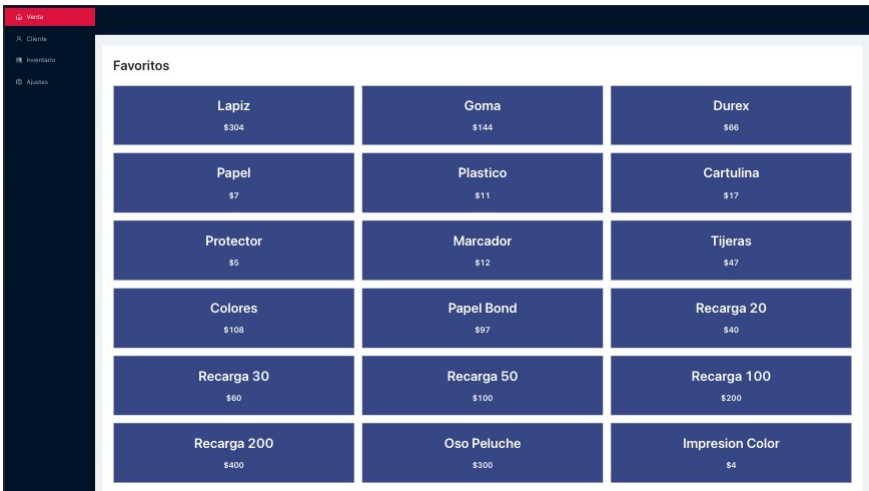 Venta
Cliente
Inventario
Ajustes
Favoritos
Lapiz
$304
Goma
$144
Durex
$66
Papel
$7
Plastico
$11
Cartulina
$17
Protector
$5
Marcador
$12
Tijeras
$47
Colores
$108
Papel Bond
$97
Recarga 20
$40
Recarga 30
$60
Recarga 50
$100
Recarga 100
$200
Recarga 200
$400
Oso Peluche
$300
Impresion Color
$4